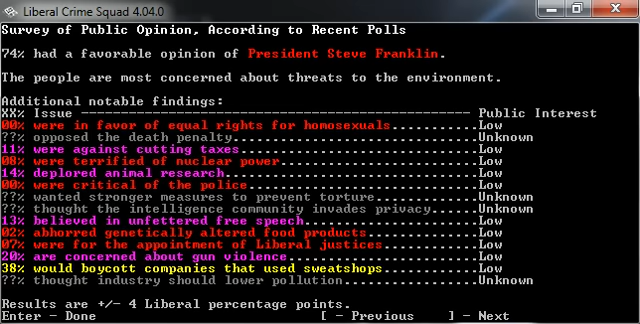 Liberal Crime Squad 4.04.0
Survey of Public Opinion, According to Recent Polls
74% had a favorable opinion of President Steve Franklin.
The people are most concerned about threats to the environment.
Additional notable findings:
XX% Issue ------------------------------------------------ Public Interest
00% were in favor of equal rights for homosexuals............Low
??% opposed the death penalty................................Unknown
11% were against cutting taxes...............................Low
08% were terrified of nuclear power..........................Low
14% deplored animal research.................................Low
00% were critical of the police..............................Low
??% wanted stronger measures to prevent torture..............Unknown
??% thought the intelligence community invades privacy.......Unknown
13% believed in unfettered free speech.......................Low
02% abhorred genetically altered food products...............Low
07% were for the appointment of Liberal justices.............Low
20% are concerned about gun violence.........................Low
38% would boycott companies that used sweatshops.............Low
??% thought industry should lower pollution..................Unknown
Results are +/- 4 Liberal percentage points.
Enter - Done [ - Previous ] - Next